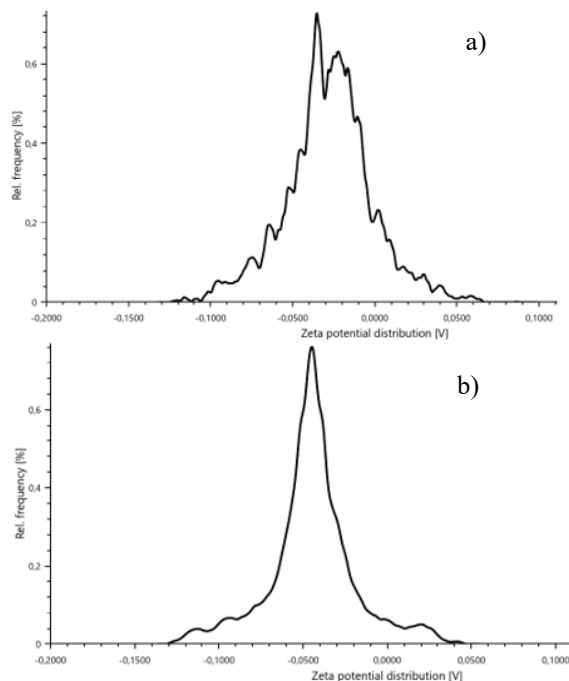 a)
Rel. frequency [%]
0,6
0,4
0,2
0
-0,2000 -0,1500 -0,1000 -0,0500 0,0000 0,0500 0,1000
Zeta potential distribution [V]
b)
Rel. frequency [%]
0,6
0,4
0,2
0
-0,2000 -0,1500 -0,1000 -0,0500 0,0000 0,0500 0,1000
Zeta potential distribution [V]